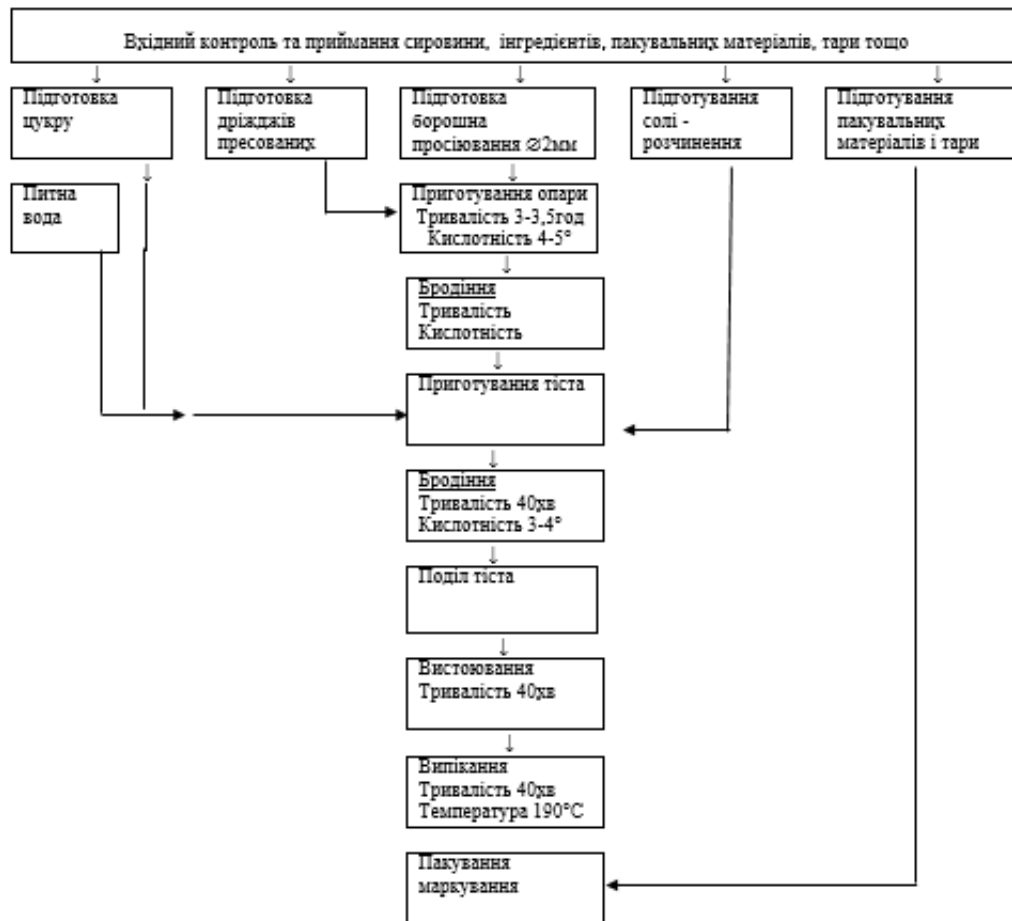 Вхідний контроль та приймання сировини, інгредієнтів, пакувальних матеріалів, тари тощо
Підготовка
цукру
Підготовка
дріжджів
пресованих
Підготовка
борошна
просіювання ∅2мм
Підготування
солі -
розчинення
Підготування
пакувальних
матеріалів і тари
Питна
вода
Приготування опари
Тривалість 3-3,5год
Кислотність 4-5°
Бродіння
Тривалість
Кислотність
Приготування тіста
Бродіння
Тривалість 40хв
Кислотність 3-4°
Поділ тіста
Вистоювання
Тривалість 40хв
Випікання
Тривалість 40хв
Температура 190°С
Пакування
маркування